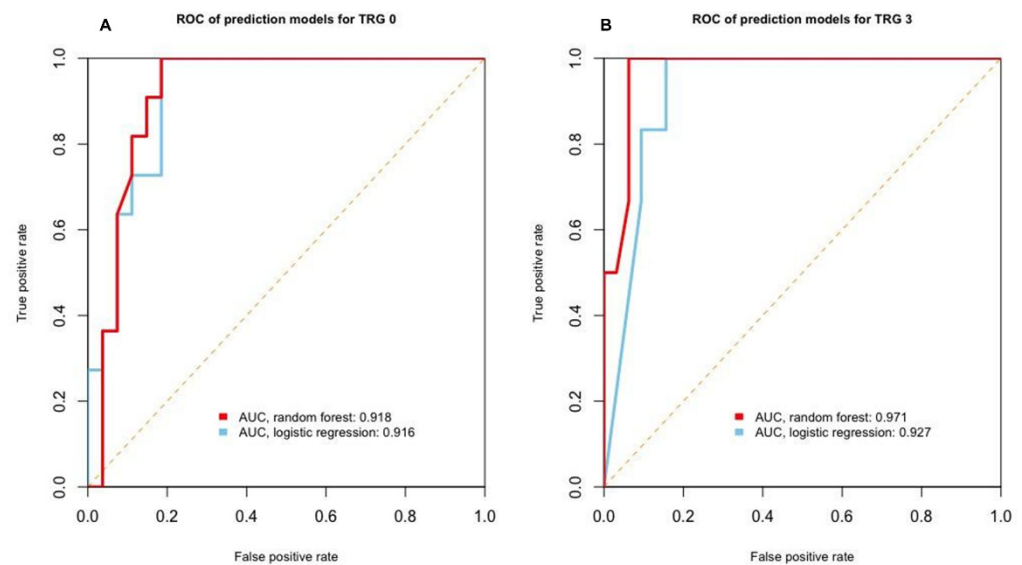 A
ROC of prediction models for TRG 0
1.0
0.8
0.6
0.4
0.2
0.0
True positive rate
AUC, random forest: 0.918
AUC, logistic regression: 0.916
0.0 0.2 0.4 0.6 0.8 1.0
False positive rate
B
ROC of prediction models for TRG 3
1.0
0.8
0.6
0.4
0.2
0.0
True positive rate
AUC, random forest: 0.971
AUC, logistic regression: 0.927
0.0 0.2 0.4 0.6 0.8 1.0
False positive rate